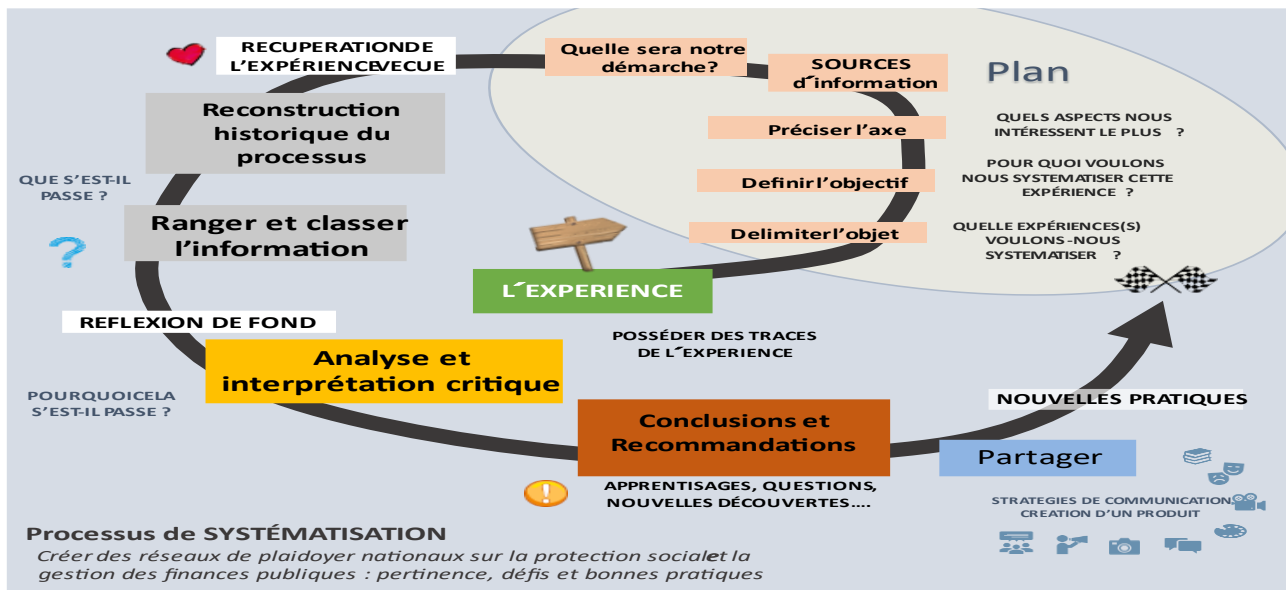 RECUPERATIONDE
L'EXPÉRIENCEVECUE
Quelle sera notre
démarche?
SOURCES
d´information
Plan
Reconstruction
historique du
processus
Préciser l'axe
QUELS ASPECTS NOUS
INTÉRESSENT LE PLUS ?
QUE S'EST-IL
PASSE ?
Definir l'objectif
POUR QUOI VOULONS
NOUS SYSTEMATISER CETTE
EXPÉRIENCE ?
Ranger et classer
l'information
Delimiter l'objet
QUELLE EXPÉRIENCES(S)
VOULONS-NOUS
SYSTEMATISER ?
L´EXPERIENCE
REFLEXION DE FOND
POSSÉDER DES TRACES
DE L´EXPERIENCE
Analyse et
interprétation critique
POURQUOICELA
S'EST-IL PASSE ?
NOUVELLES PRATIQUES
Conclusions et
Recommandations
Partager
APPRENTISAGES, QUESTIONS,
NOUVELLES DÉCOUVERTES....
STRATEGIES DE COMMUNICATION,
CREATION D'UN PRODUIT
Processus de SYSTÉMATISATION
Créer des réseaux de plaidoyer nationaux sur la protection socialeet la
gestion des finances publiques : pertinence, défis et bonnes pratiques